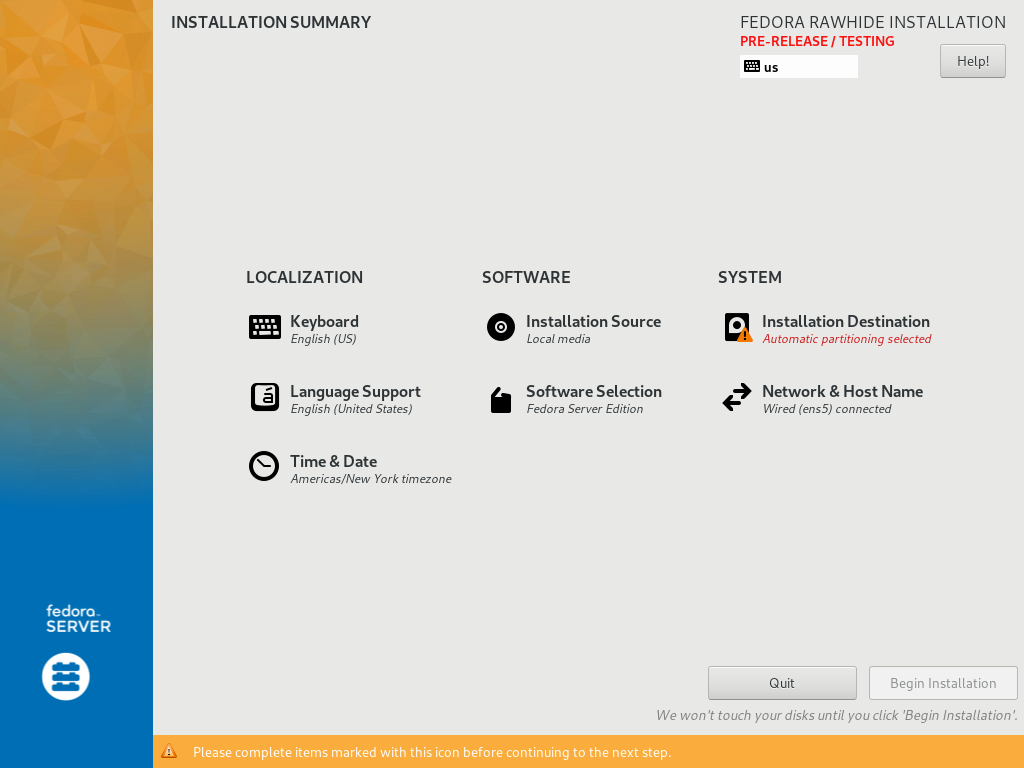 INSTALLATION SUMMARY
FEDORA RAWHIDE INSTALLATION
PRE-RELEASE / TESTING
us
Help!
LOCALIZATION
Keyboard
English (US)
Language Support
English (United States)
Time & Date
Americas/New York timezone
SOFTWARE
Installation Source
Local media
Software Selection
Fedora Server Edition
SYSTEM
Installation Destination
Automatic partitioning selected
Network & Host Name
Wired (ens5) connected
fedora™
SERVER
Quit
Begin Installation
We won't touch your disks until you click 'Begin Installation'.
Please complete items marked with this icon before continuing to the next step.